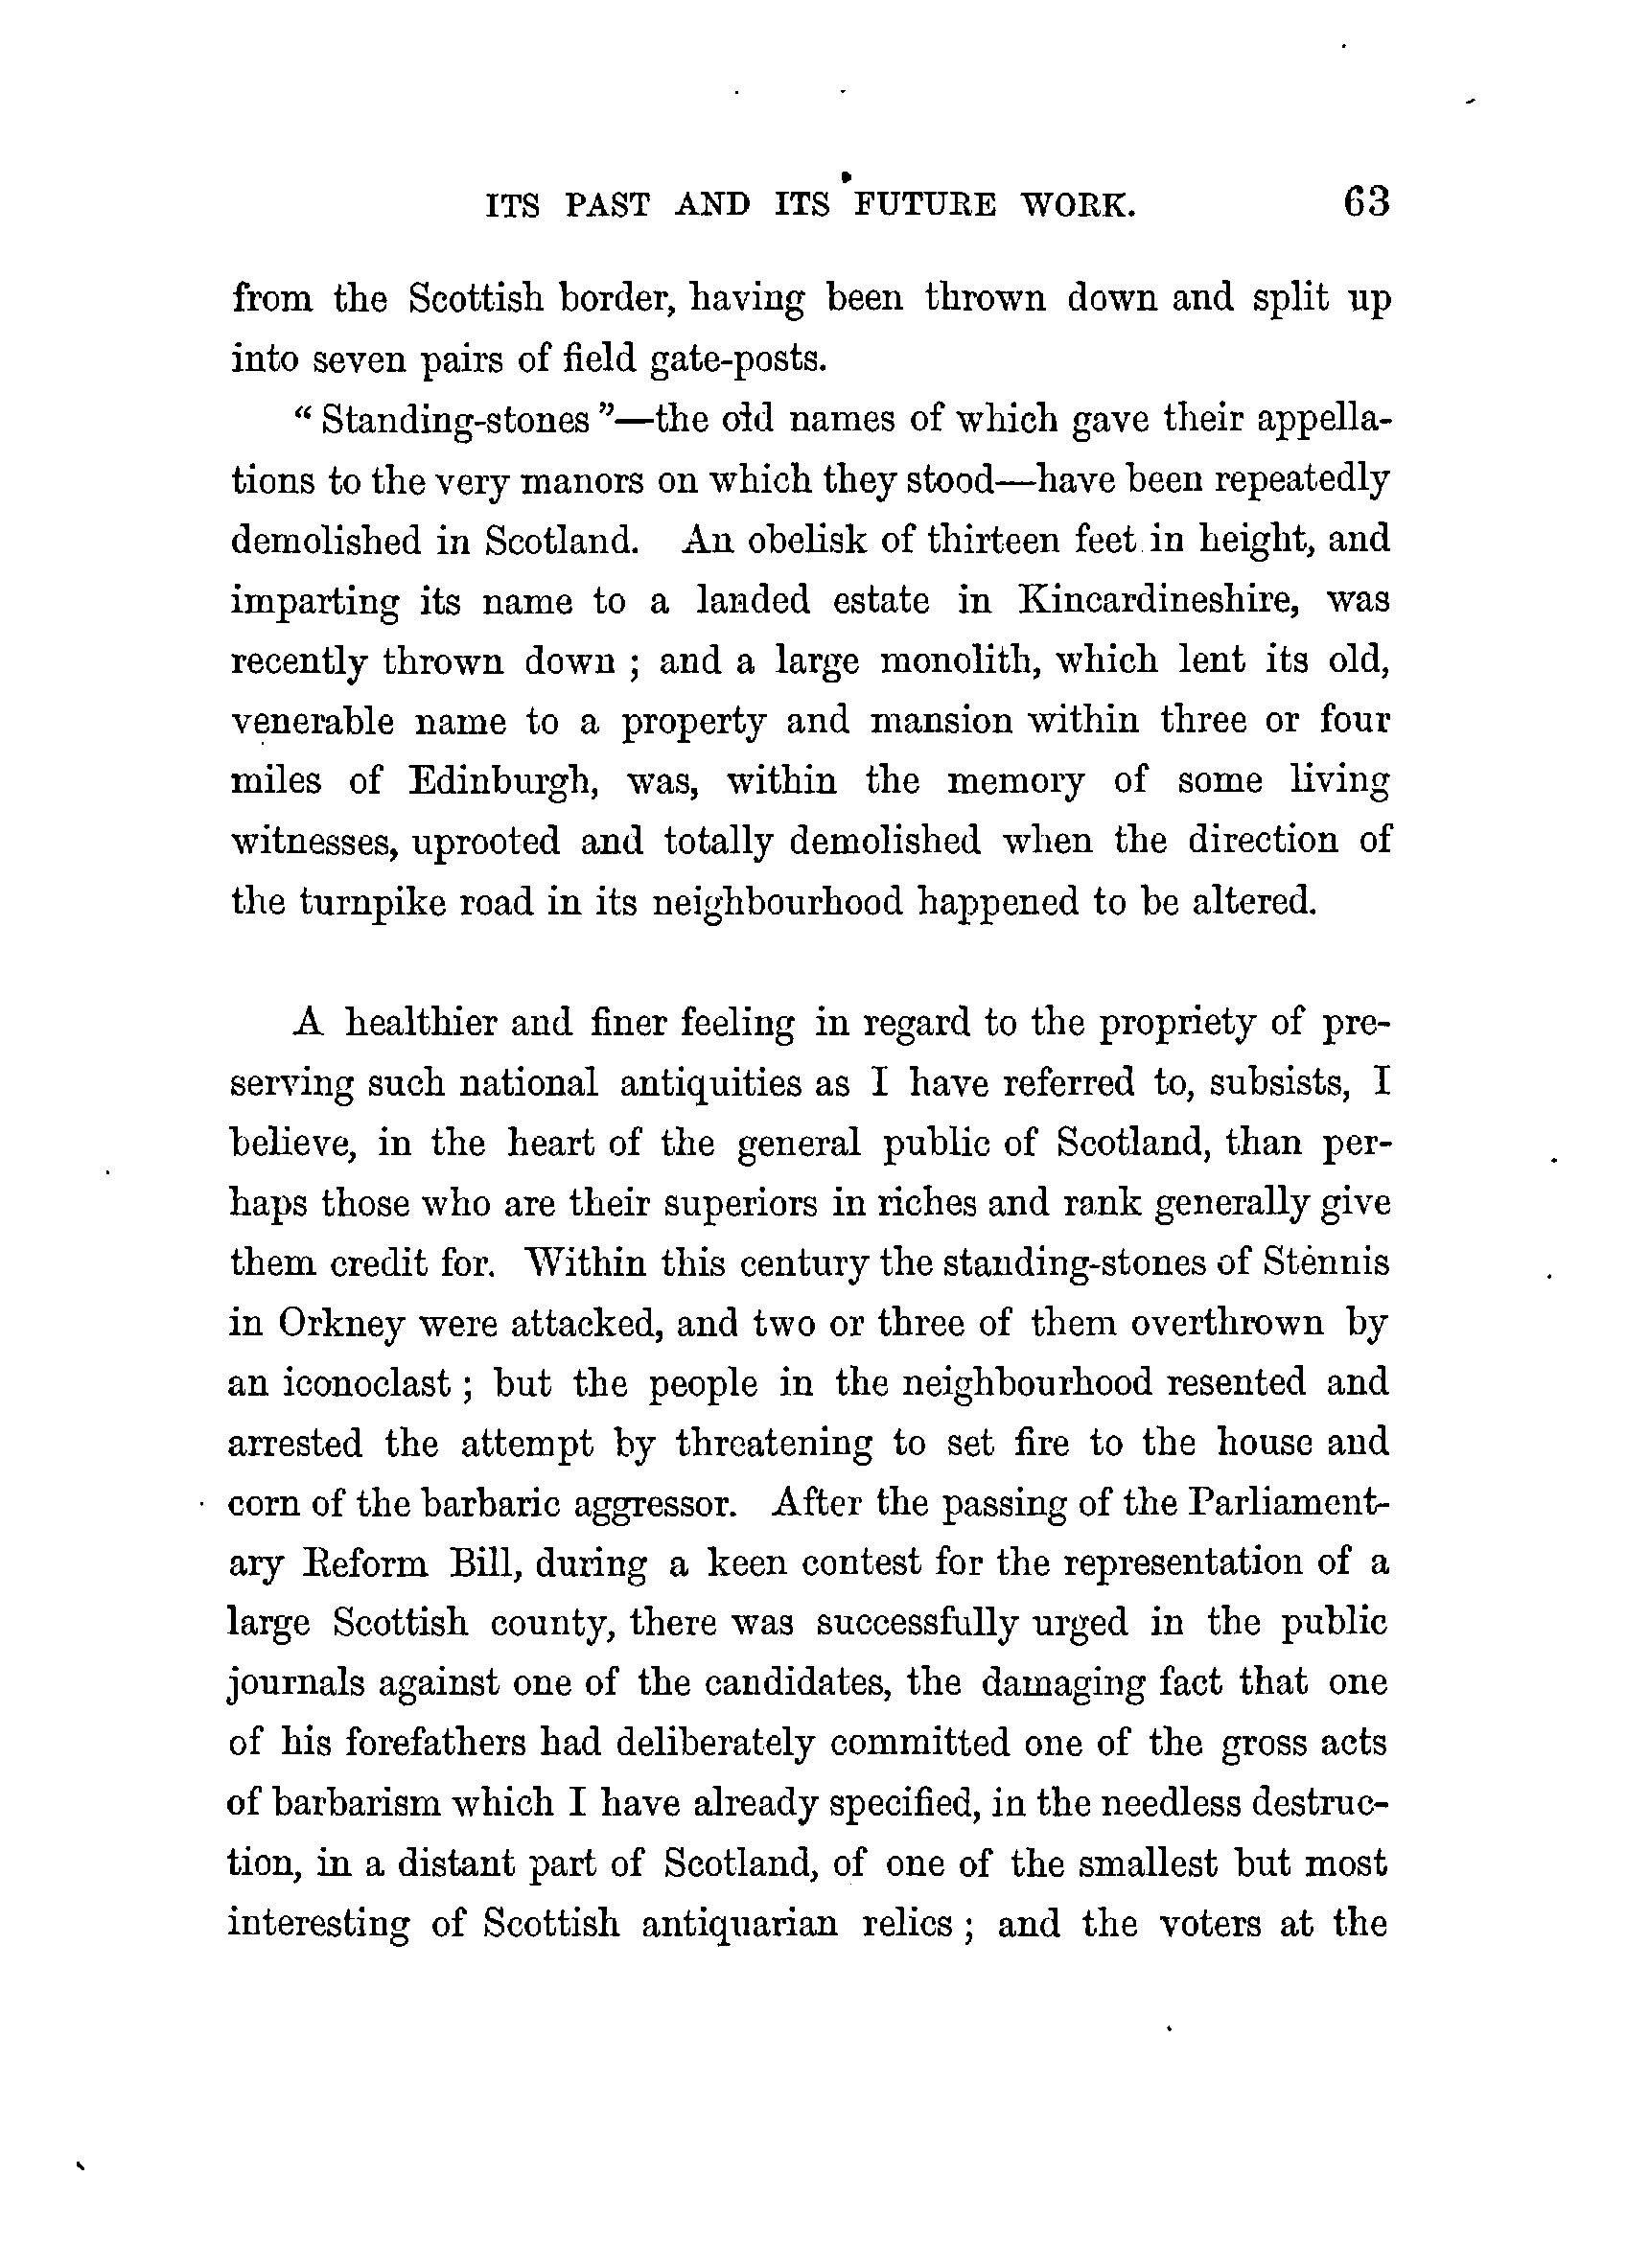 ITS PAST AND ITS FUTURE WORK. 63
from the Scottish border, having been thrown down and split up
into seven pairs of field gate-posts.
“ Standing-stones ”—the old names of which gave their appella-
tions to the very manors on which they stood—have been repeatedly
demolished in Scotland. An obelisk of thirteen feet in height, and
imparting its name to a landed estate in Kincardineshire, was
recently thrown down ; and a large monolith, which lent its old,
venerable name to a property and mansion within three or four
miles of Edinburgh, was, within the memory of some living
witnesses, uprooted and totally demolished when the direction of
the turnpike road in its neighbourhood happened to be altered.
A healthier and finer feeling in regard to the propriety of pre-
serving such national antiquities as I have referred to, subsists, I
believe, in the heart of the general public of Scotland, than per-
haps those who are their superiors in riches and rank generally give
them credit for. Within this century the standing-stones of Stennis
in Orkney were attacked, and two or three of them overthrown by
an iconoclast ; but the people in the neighbourhood resented and
arrested the attempt by threatening to set fire to the house and
corn of the barbaric aggressor. After the passing of the Parliament-
ary Reform Bill, during a keen contest for the representation of a
large Scottish county, there was successfully urged in the public
journals against one of the candidates, the damaging fact that one
of his forefathers had deliberately committed one of the gross acts
of barbarism which I have already specified, in the needless destruc-
tion, in a distant part of Scotland, of one of the smallest but most
interesting of Scottish antiquarian relics ; and the voters at the